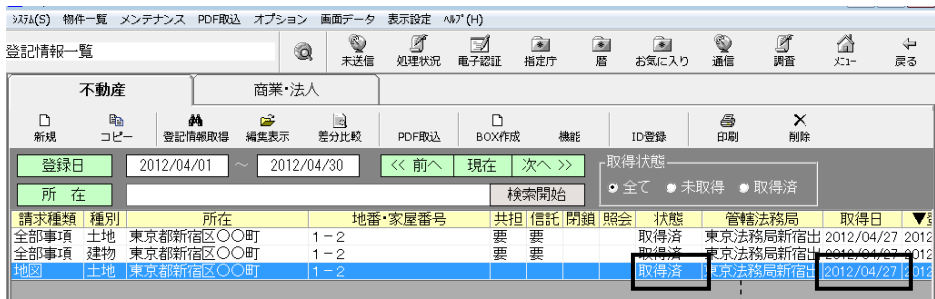 ｼｽﾃﾑ(S) 物件一覧 メンテナンス PDF取込 オプション 画面データ 表示設定 ﾍﾙﾌﾟ(H)
登記情報一覧 未送信 処理状況 電子認証 指定庁 暦 お気に入り 通信 調査 ﾒﾆｭｰ 戻る
不動産 商業・法人
新規 コピー 登記情報取得 編集表示 差分比較 PDF取込 BOX作成 機能 ID登録 印刷 削除
登録日 2012/04/01 ～ 2012/04/30 << 前へ 現在 次へ >> 取得状態
所 在 検索開始 全て 未取得 取得済
請求種類 種別 所在 地番・家屋番号 共担 信託 閉鎖 照会 状態 管轄法務局 取得日 ▼
全部事項 土地 東京都新宿区〇〇町 １－２ 要 要 取得済 東京法務局新宿出 2012/04/27 2012
全部事項 建物 東京都新宿区〇〇町 １－２ 要 要 取得済 東京法務局新宿出 2012/04/27 2012
地図 土地 東京都新宿区〇〇町 １－２ 取得済 東京法務局新宿出 2012/04/27 2012